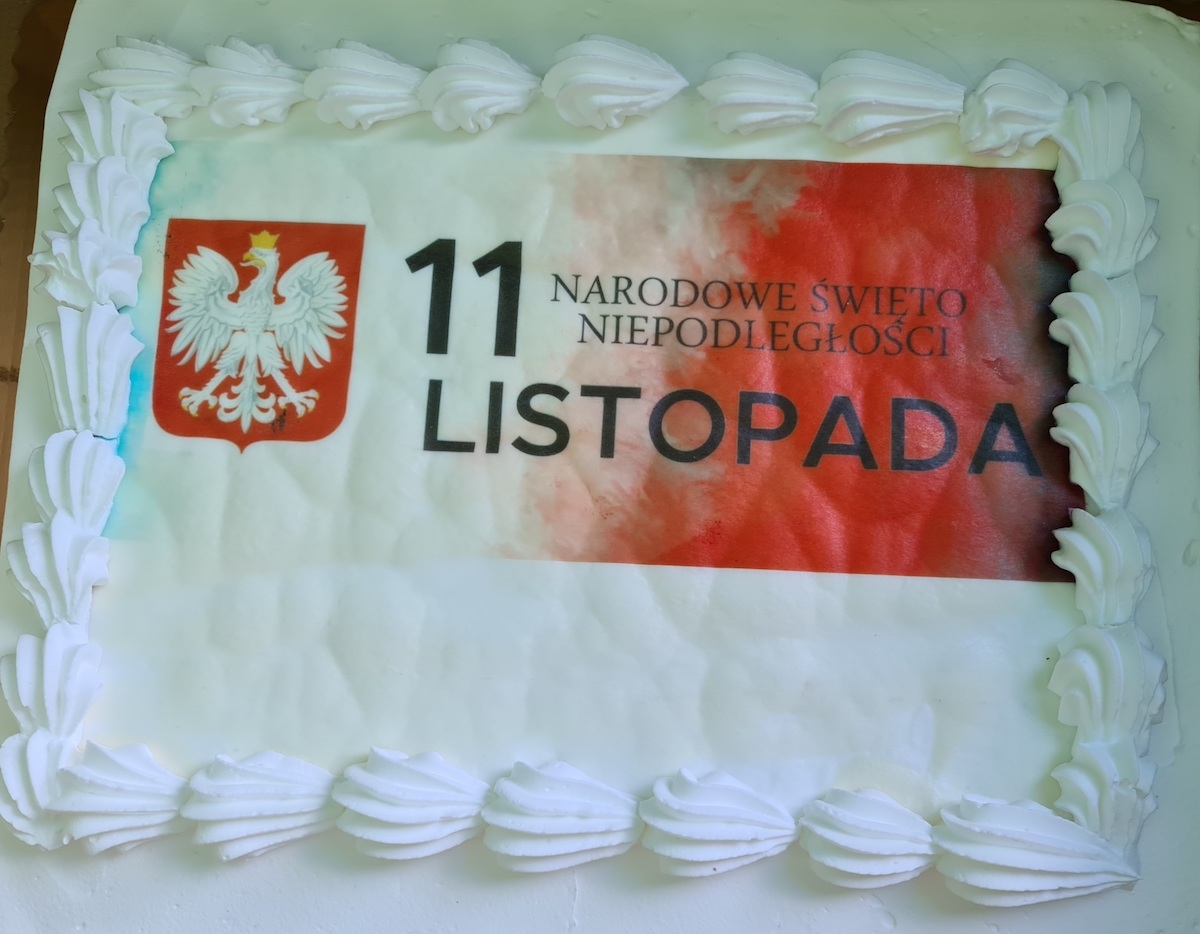 11
NARODOWE ŚWIĘTO
NIEPODLEGŁOŚCI
LISTOPADA